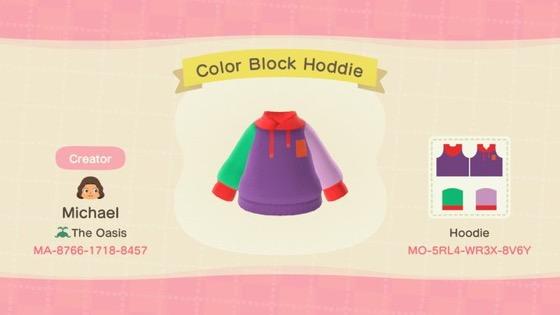 Color Block Hoddie
Creator
Michael
The Oasis
MA-8766-1718-8457
Hoodie
MO-5RL4-WR3X-8V6Y